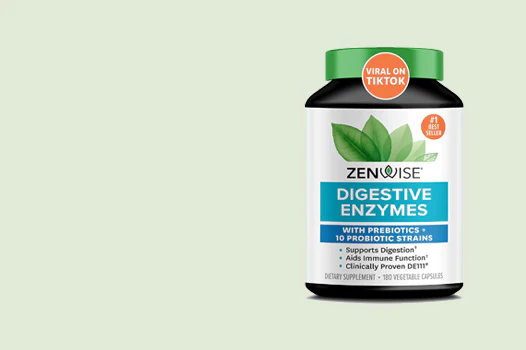 VIRAL ON
TIKTOK
#1
BEST
SELLER
ZENWISE®
DIGESTIVE
ENZYMES
WITH PREBIOTICS +
10 PROBIOTIC STRAINS
• Supports Digestion†
• Aids Immune Function†
• Clinically Proven DE111®
DIETARY SUPPLEMENT • 180 VEGETABLE CAPSULES